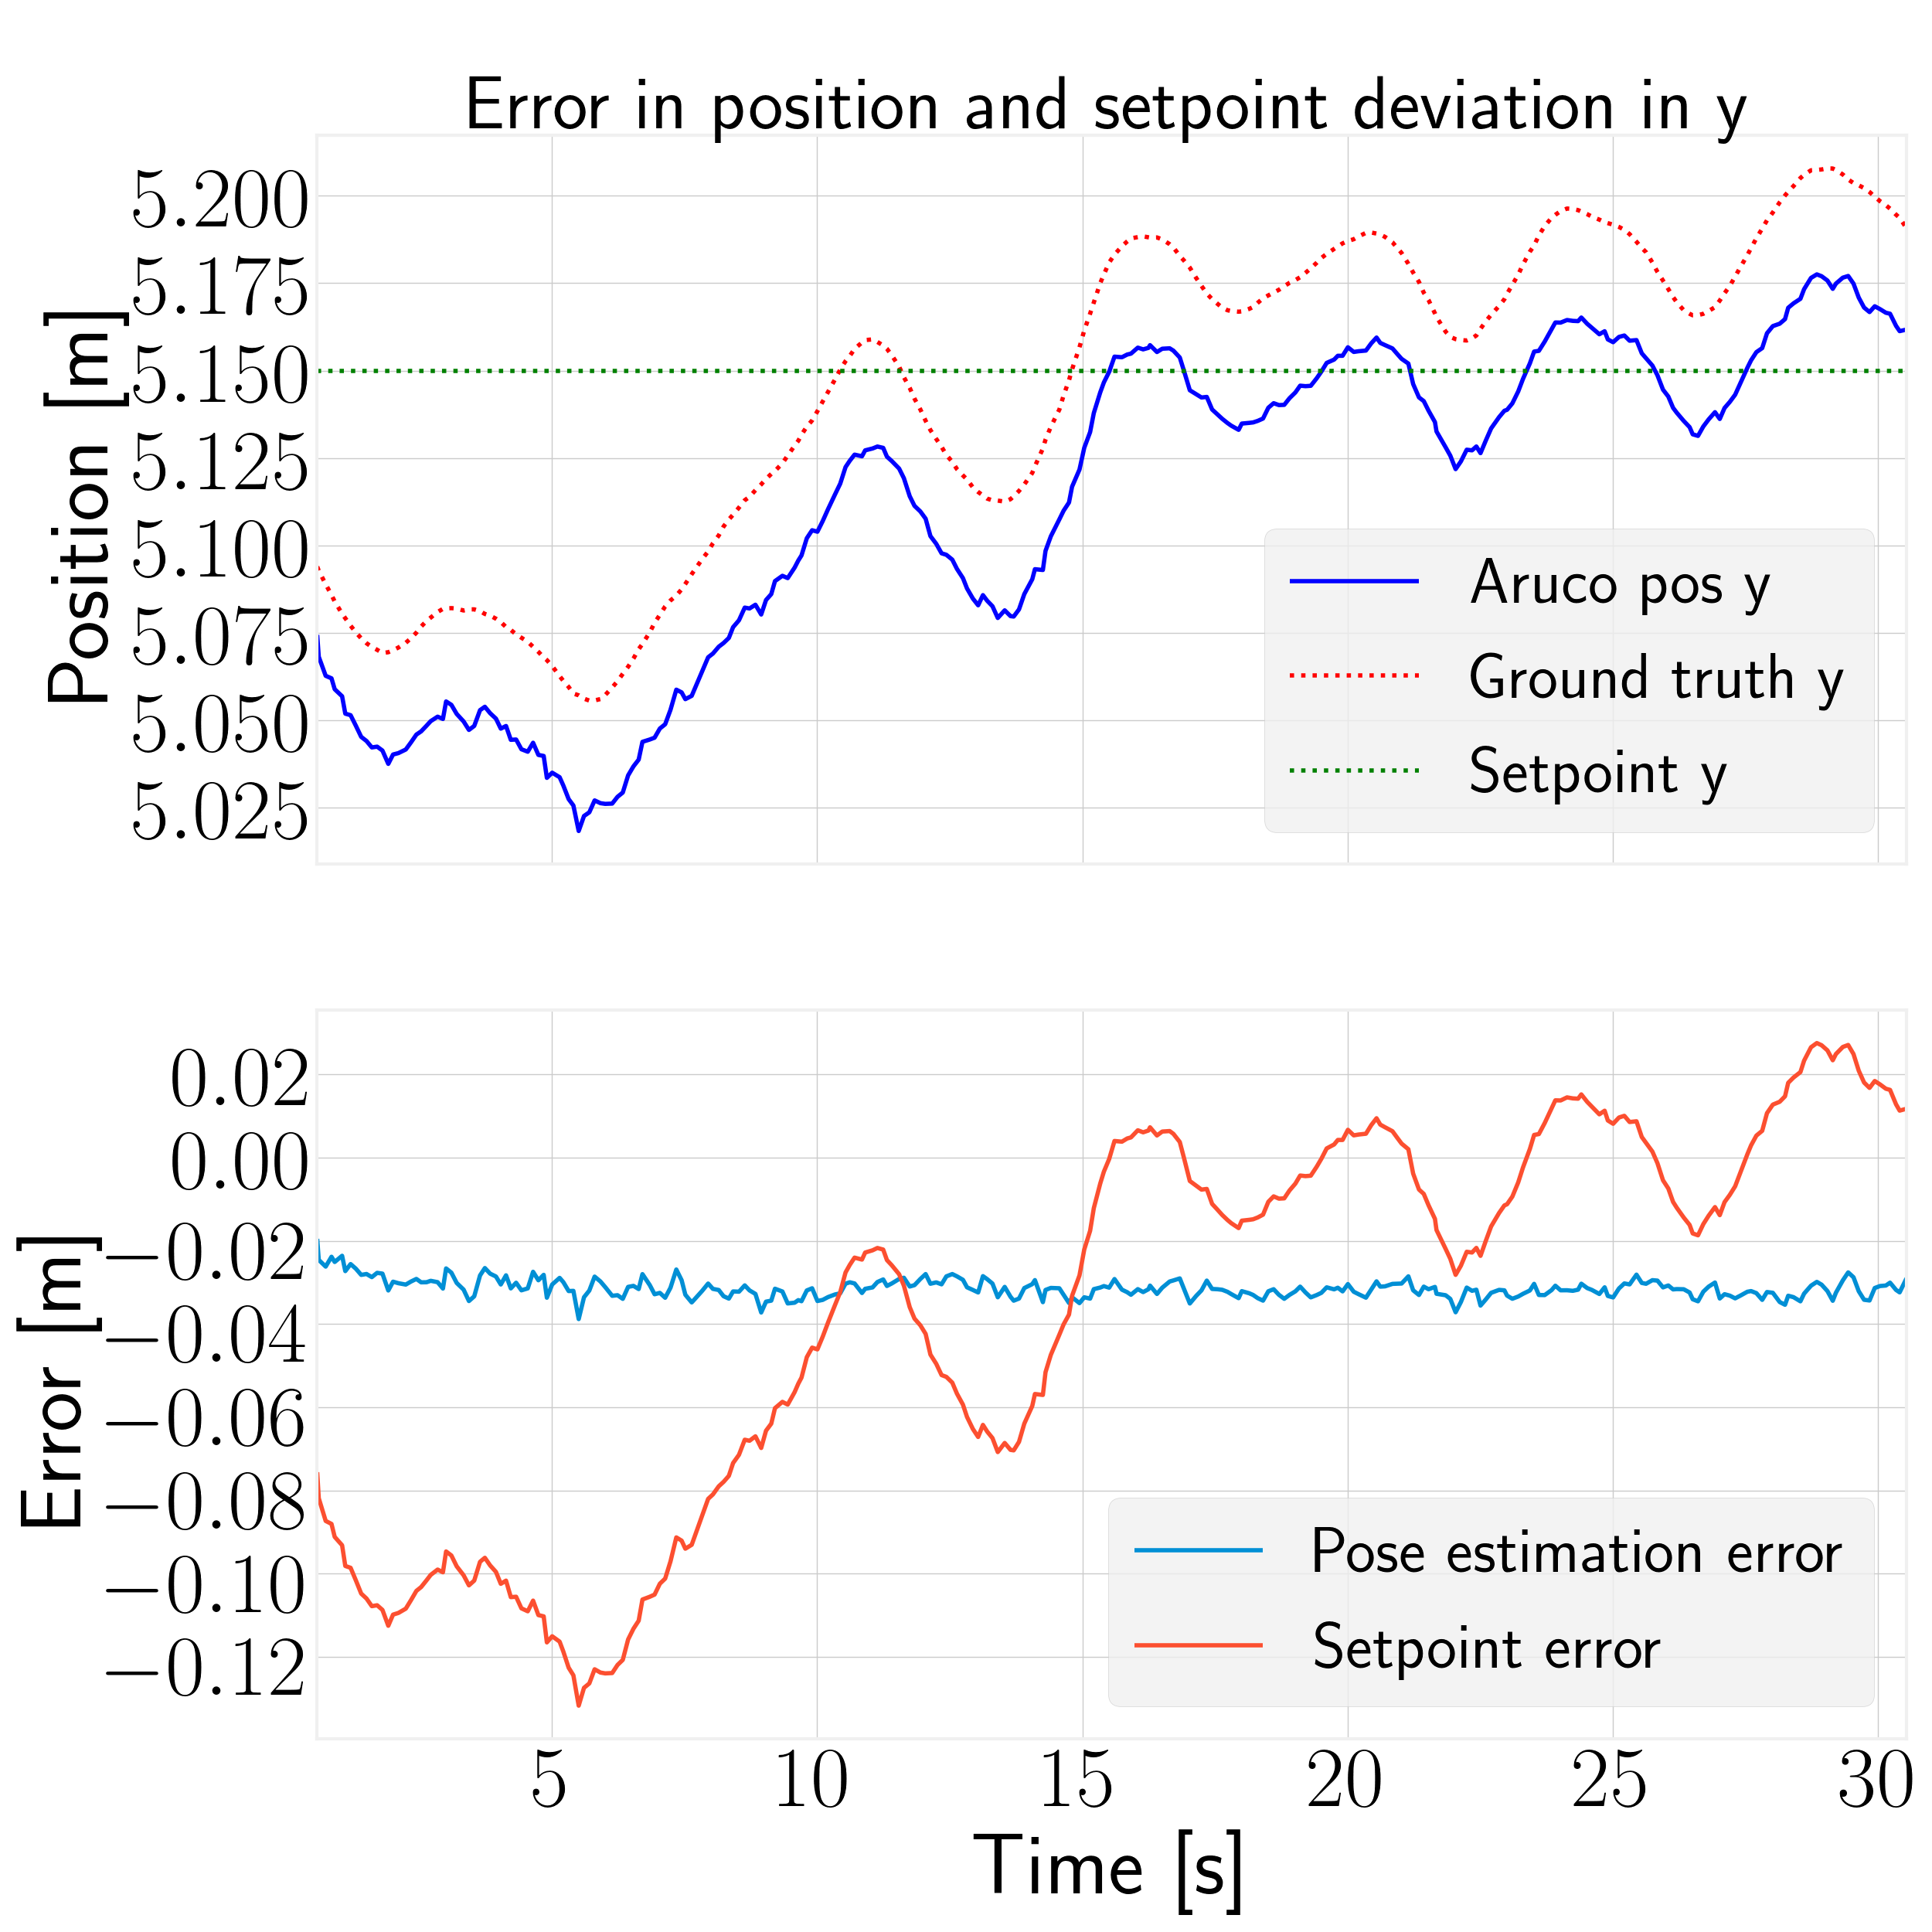 Error in position and setpoint deviation in y
Position [m]
5.200
5.175
5.150
5.125
5.100
5.075
5.050
5.025
Aruco pos y
Ground truth y
Setpoint y
Error [m]
0.02
0.00
−0.02
−0.04
−0.06
−0.08
−0.10
−0.12
Pose estimation error
Setpoint error
5 10 15 20 25 30
Time [s]